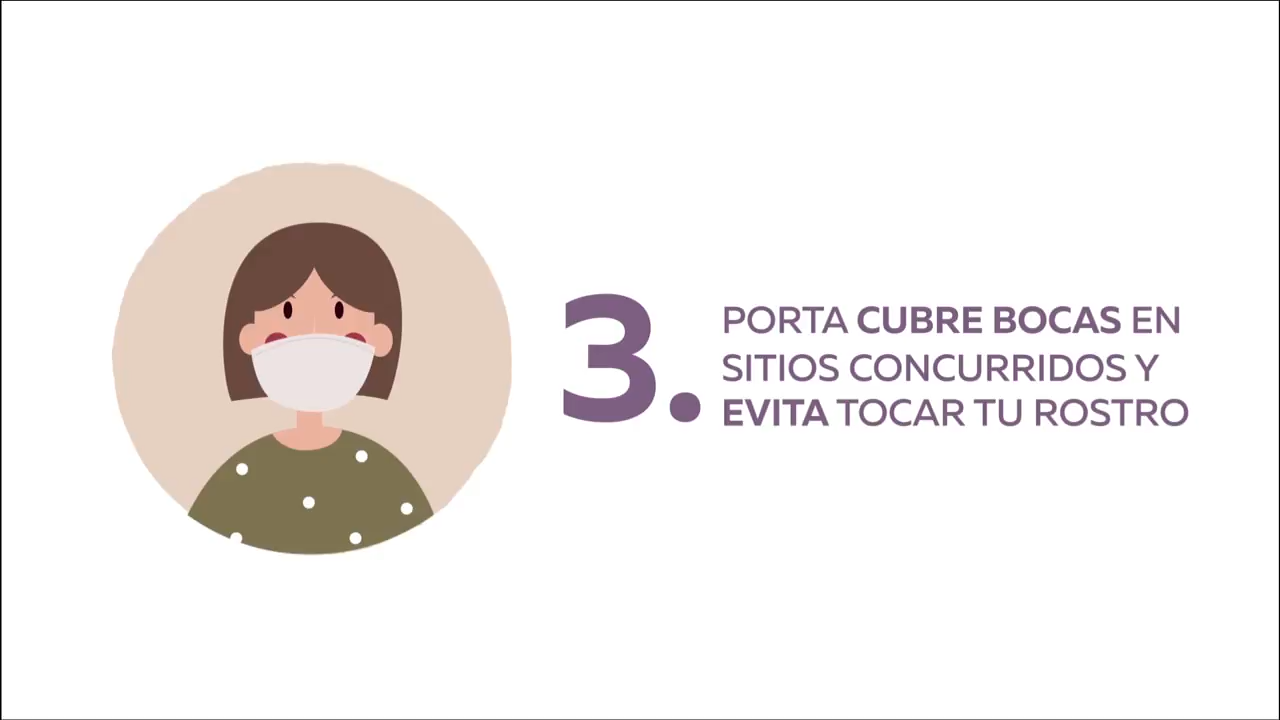 3.
PORTA CUBRE BOCAS EN
SITIOS CONCURRIDOS Y
EVITA TOCAR TU ROSTRO